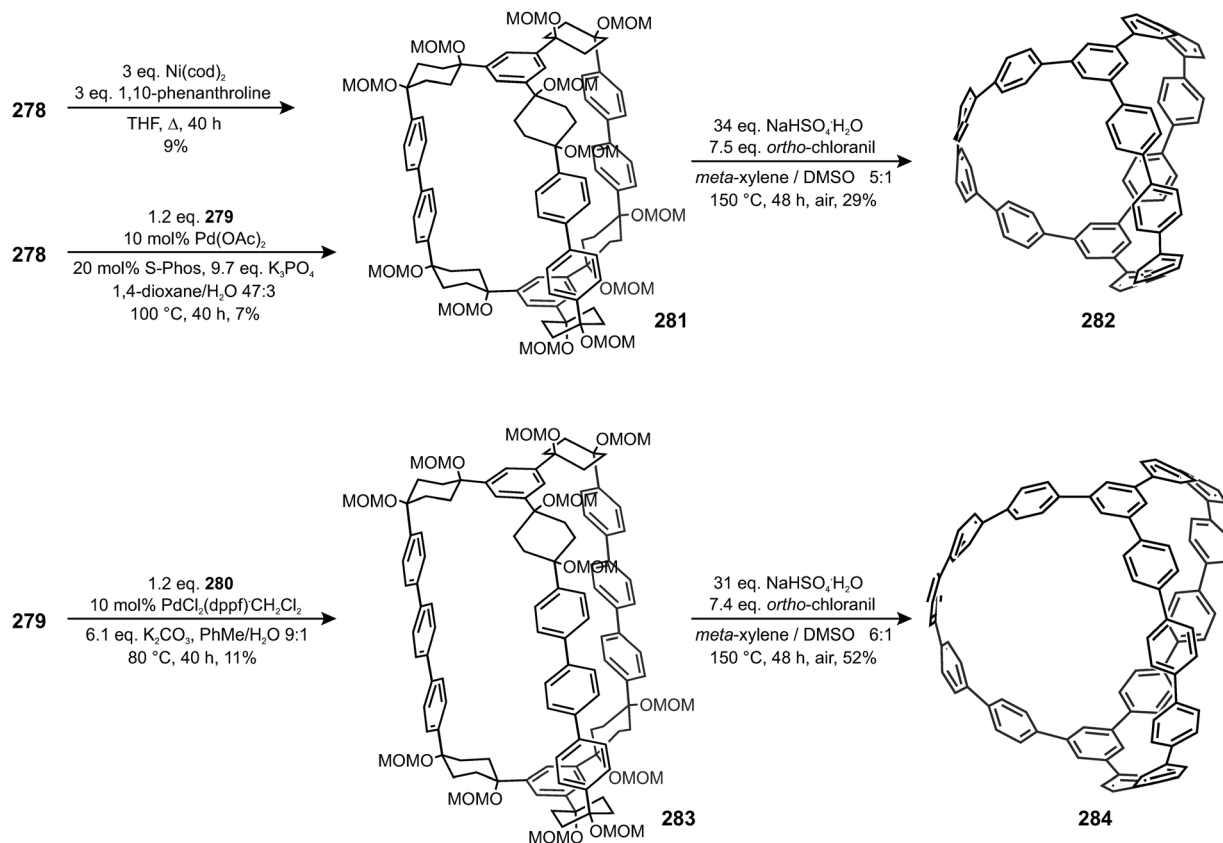 278
3 eq. Ni(cod)₂
3 eq. 1,10-phenanthroline
THF, Δ, 40 h
9%
278
1.2 eq. 279
10 mol% Pd(OAc)₂
20 mol% S-Phos, 9.7 eq. K₃PO₄
1,4-dioxane/H₂O 47:3
100 °C, 40 h, 7%
MOMO
OMOM
MOMO
MOMO
OMOM
OMOM
OMOM
MOMO
MOMO
OMOM
OMOM
MOMO
281
34 eq. NaHSO₄·H₂O
7.5 eq. ortho-chloranil
meta-xylene / DMSO 5:1
150 °C, 48 h, air, 29%
282
279
1.2 eq. 280
10 mol% PdCl₂(dppf)·CH₂Cl₂
6.1 eq. K₂CO₃, PhMe/H₂O 9:1
80 °C, 40 h, 11%
MOMO
OMOM
MOMO
MOMO
OMOM
OMOM
OMOM
MOMO
OMOM
MOMO
MOMO
OMOM
283
31 eq. NaHSO₄·H₂O
7.4 eq. ortho-chloranil
meta-xylene / DMSO 6:1
150 °C, 48 h, air, 52%
284